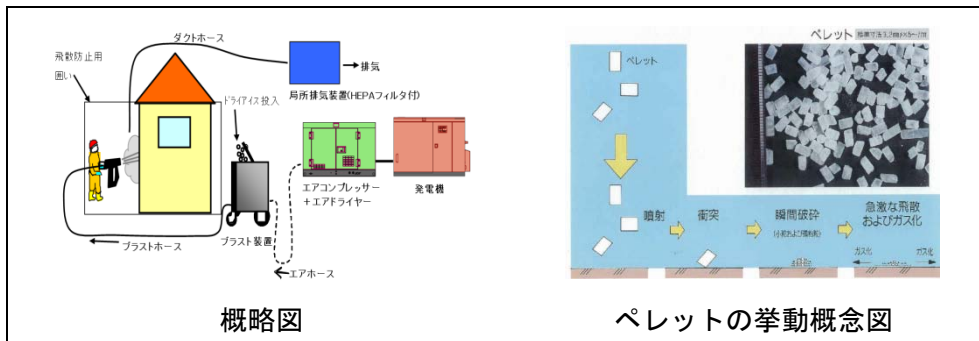 ダクトホース
飛散防止用
囲い
排気
局所排気装置(HEPAフィルタ付)
ドライアイス投入
エアコンプレッサー
+エアドライヤー
発電機
ブラストホース
ブラスト装置
エアホース
概略図
ペレット
ペレット
噴射
衝突
瞬間破砕
急激な飛散
およびガス化
ガス化
ガス化
ペレットの挙動概念図